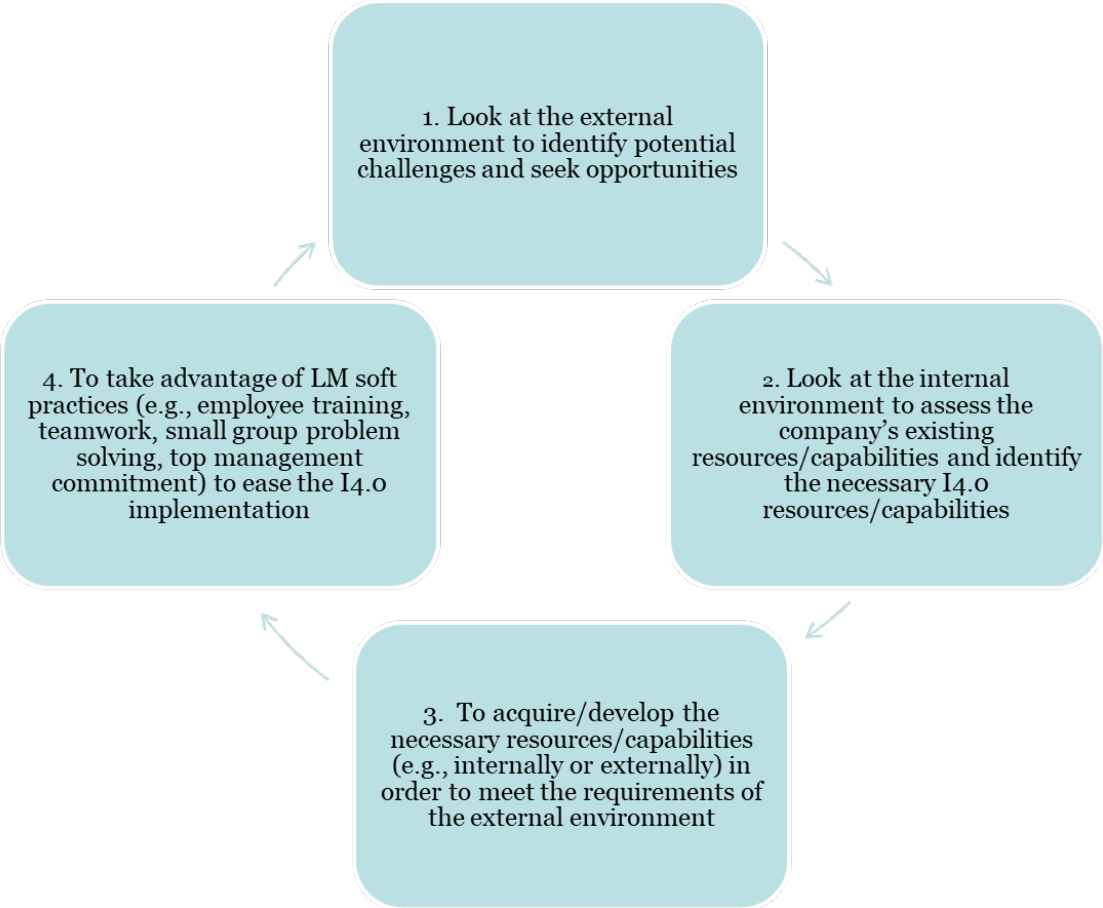 1. Look at the external
environment to identify potential
challenges and seek opportunities
2. Look at the internal
environment to assess the
company’s existing
resources/capabilities and identify
the necessary I4.0
resources/capabilities
3.  To acquire/develop the
necessary resources/capabilities
(e.g., internally or externally) in
order to meet the requirements of
the external environment
4. To take advantage of LM soft
practices (e.g., employee training,
teamwork, small group problem
solving, top management
commitment) to ease the I4.0
implementation